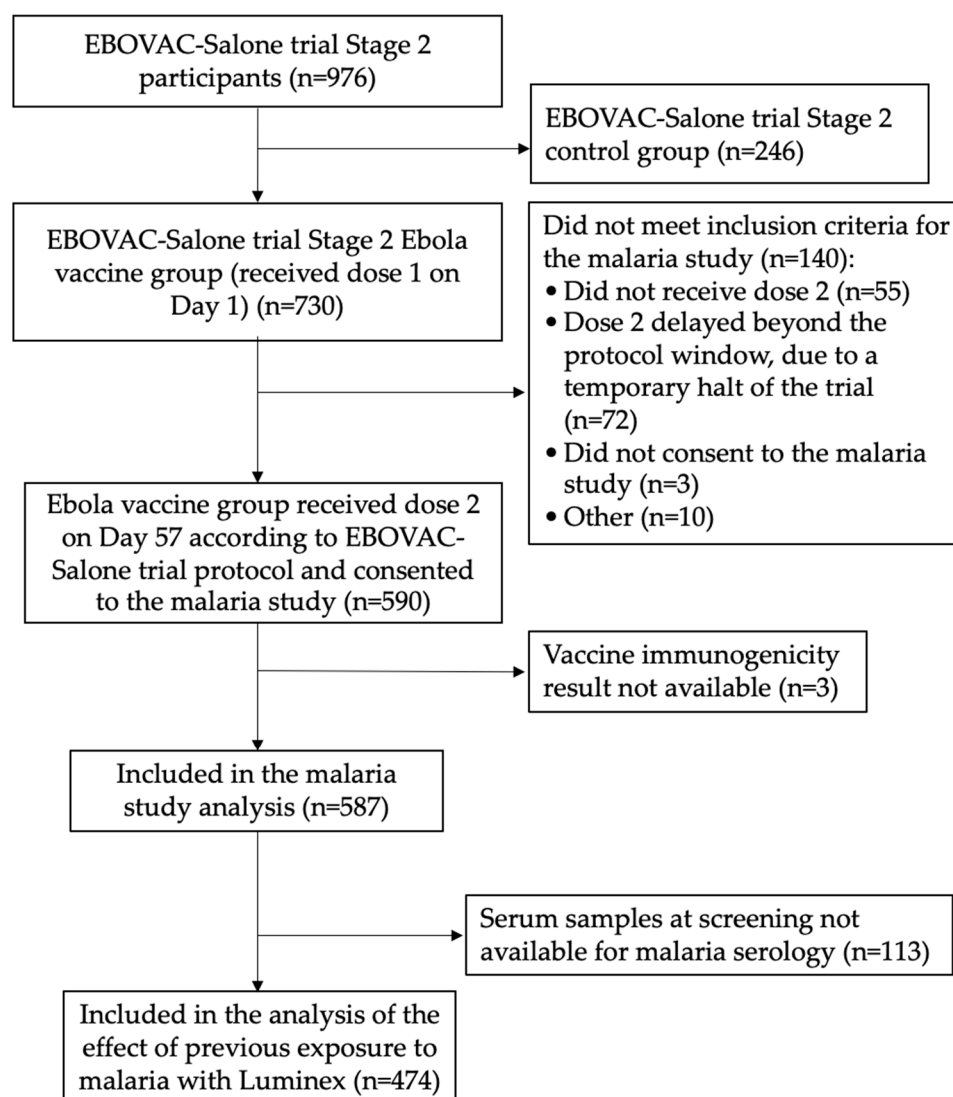 EBOVAC-Salone trial Stage 2
participants (n=976)
EBOVAC-Salone trial Stage 2
control group (n=246)
EBOVAC-Salone trial Stage 2 Ebola
vaccine group (received dose 1 on
Day 1) (n=730)
Did not meet inclusion criteria for
the malaria study (n=140):
• Did not receive dose 2 (n=55)
• Dose 2 delayed beyond the
protocol window, due to a
temporary halt of the trial
(n=72)
• Did not consent to the malaria
study (n=3)
• Other (n=10)
Ebola vaccine group received dose 2
on Day 57 according to EBOVAC-
Salone trial protocol and consented
to the malaria study (n=590)
Vaccine immunogenicity
result not available (n=3)
Included in the malaria
study analysis (n=587)
Serum samples at screening not
available for malaria serology (n=113)
Included in the analysis of the
effect of previous exposure to
malaria with Luminex (n=474)